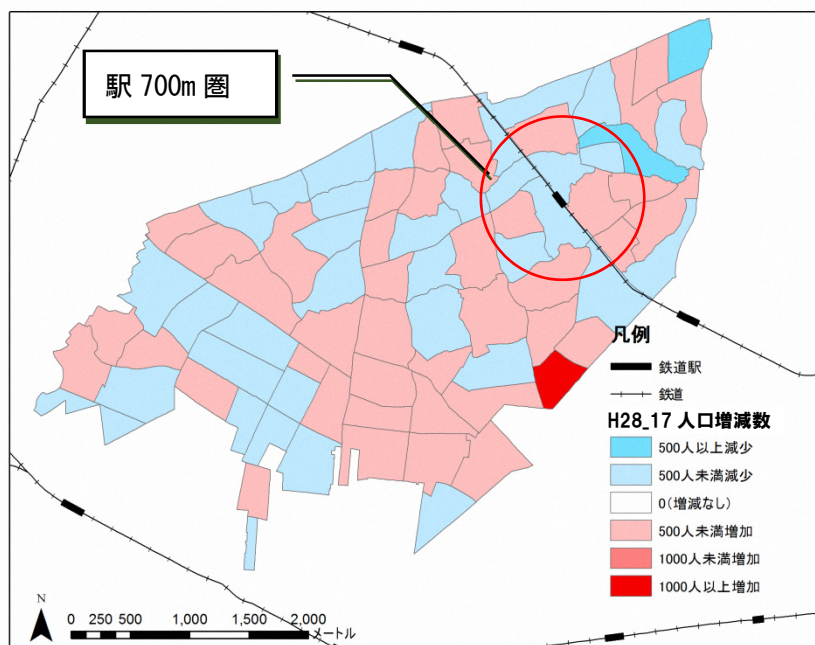 駅 700m 圏
凡例
鉄道駅
鉄道
H28_17 人口増減数
500人以上減少
500人未満減少
0(増減なし)
500人未満増加
1000人未満増加
1000人以上増加
N
0 250 500 1,000 1,500 2,000
メートル